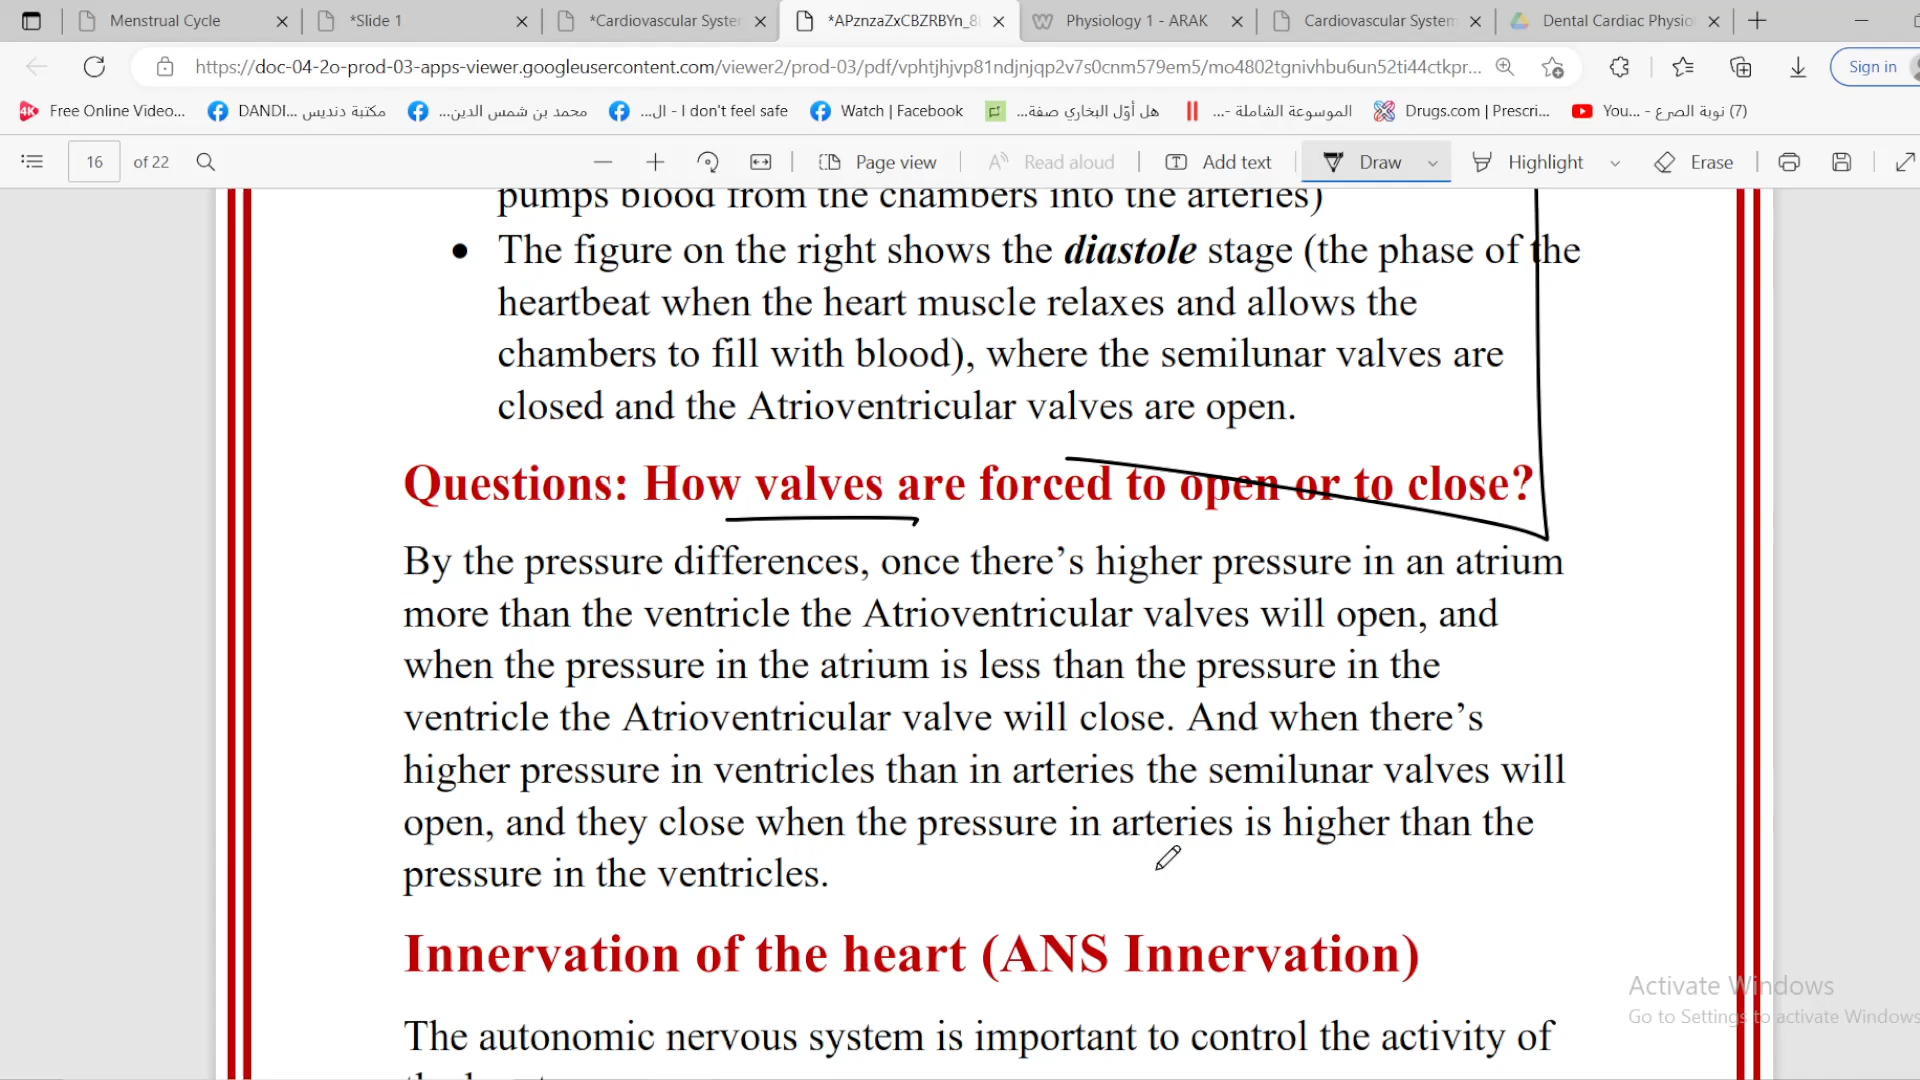 Menstrual Cycle
*Slide 1
*Cardiovascular Syste
*APznzaZxCBZRBYn_8
Physiology 1 - ARAK
Cardiovascular System
Dental Cardiac Physio
https://doc-04-2o-prod-03-apps-viewer.googleusercontent.com/viewer2/prod-03/pdf/vphtjhjvp81ndjnjqp2v7s0cnm579em5/mo4802tgnivhbu6un52ti44ctkpr...
Sign in
Free Online Video...
DANDI... مكتبة دنديس
محمد بن شمس الدين...
ال... - I don't feel safe
Watch | Facebook
هل أوّل البخاري صفة...
الموسوعة الشاملة -...
Drugs.com | Prescri...
(7) نوبة الصرع - You...
16 of 22
Page view
Read aloud
Add text
Draw
Highlight
Erase
pumps blood from the chambers into the arteries)
• The figure on the right shows the diastole stage (the phase of the
heartbeat when the heart muscle relaxes and allows the
chambers to fill with blood), where the semilunar valves are
closed and the Atrioventricular valves are open.
Questions: How valves are forced to open or to close?
By the pressure differences, once there’s higher pressure in an atrium
more than the ventricle the Atrioventricular valves will open, and
when the pressure in the atrium is less than the pressure in the
ventricle the Atrioventricular valve will close. And when there’s
higher pressure in ventricles than in arteries the semilunar valves will
open, and they close when the pressure in arteries is higher than the
pressure in the ventricles.
Innervation of the heart (ANS Innervation)
The autonomic nervous system is important to control the activity of
Activate Windows
Go to Settings to activate Windows